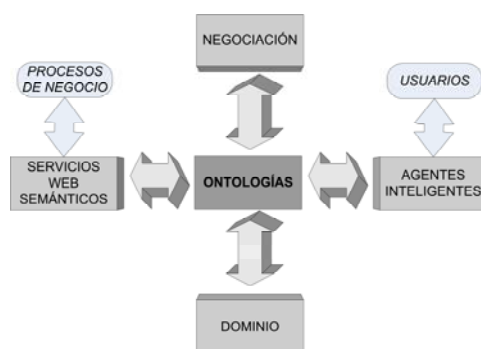 NEGOCIACIÓN
PROCESOS
DE NEGOCIO
USUARIOS
SERVICIOS
WEB
SEMÁNTICOS
ONTOLOGÍAS
AGENTES
INTELIGENTES
DOMINIO